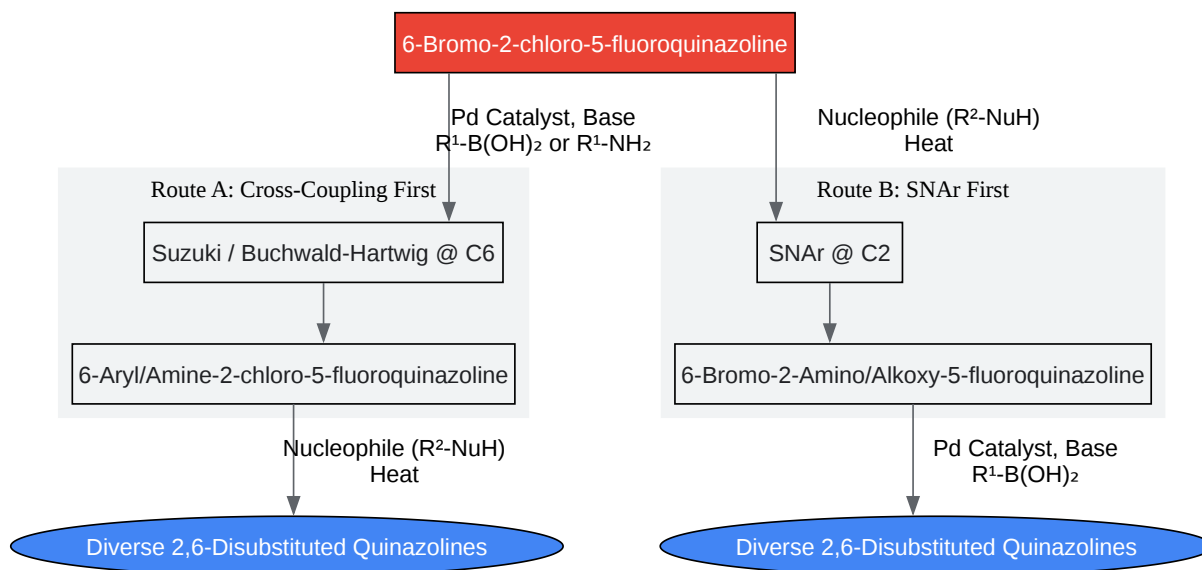 6-Bromo-2-chloro-5-fluoroquinazoline
Pd Catalyst, Base
R¹-B(OH)₂ or R¹-NH₂
Nucleophile (R²-NuH)
Heat
Route A: Cross-Coupling First
Route B: SNAr First
Suzuki / Buchwald-Hartwig @ C6
SNAr @ C2
6-Aryl/Amine-2-chloro-5-fluoroquinazoline
6-Bromo-2-Amino/Alkoxy-5-fluoroquinazoline
Nucleophile (R²-NuH)
Heat
Pd Catalyst, Base
R¹-B(OH)₂
Diverse 2,6-Disubstituted Quinazolines
Diverse 2,6-Disubstituted Quinazolines